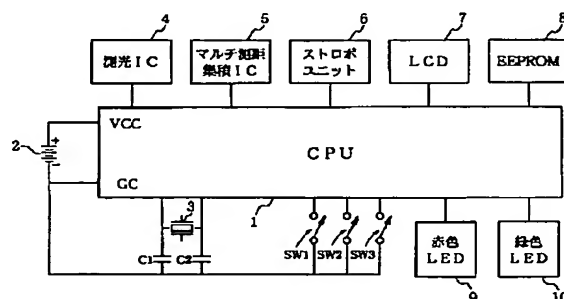 4
5
6
7
8
測光IC
マルチ測距
集積IC
ストロボ
ユニット
LCD
EEPROM
VCC
2
+
-
CPU
GC
3
1
C1
C2
SW1
SW2
SW3
赤色
LED
緑色
LED
9
10